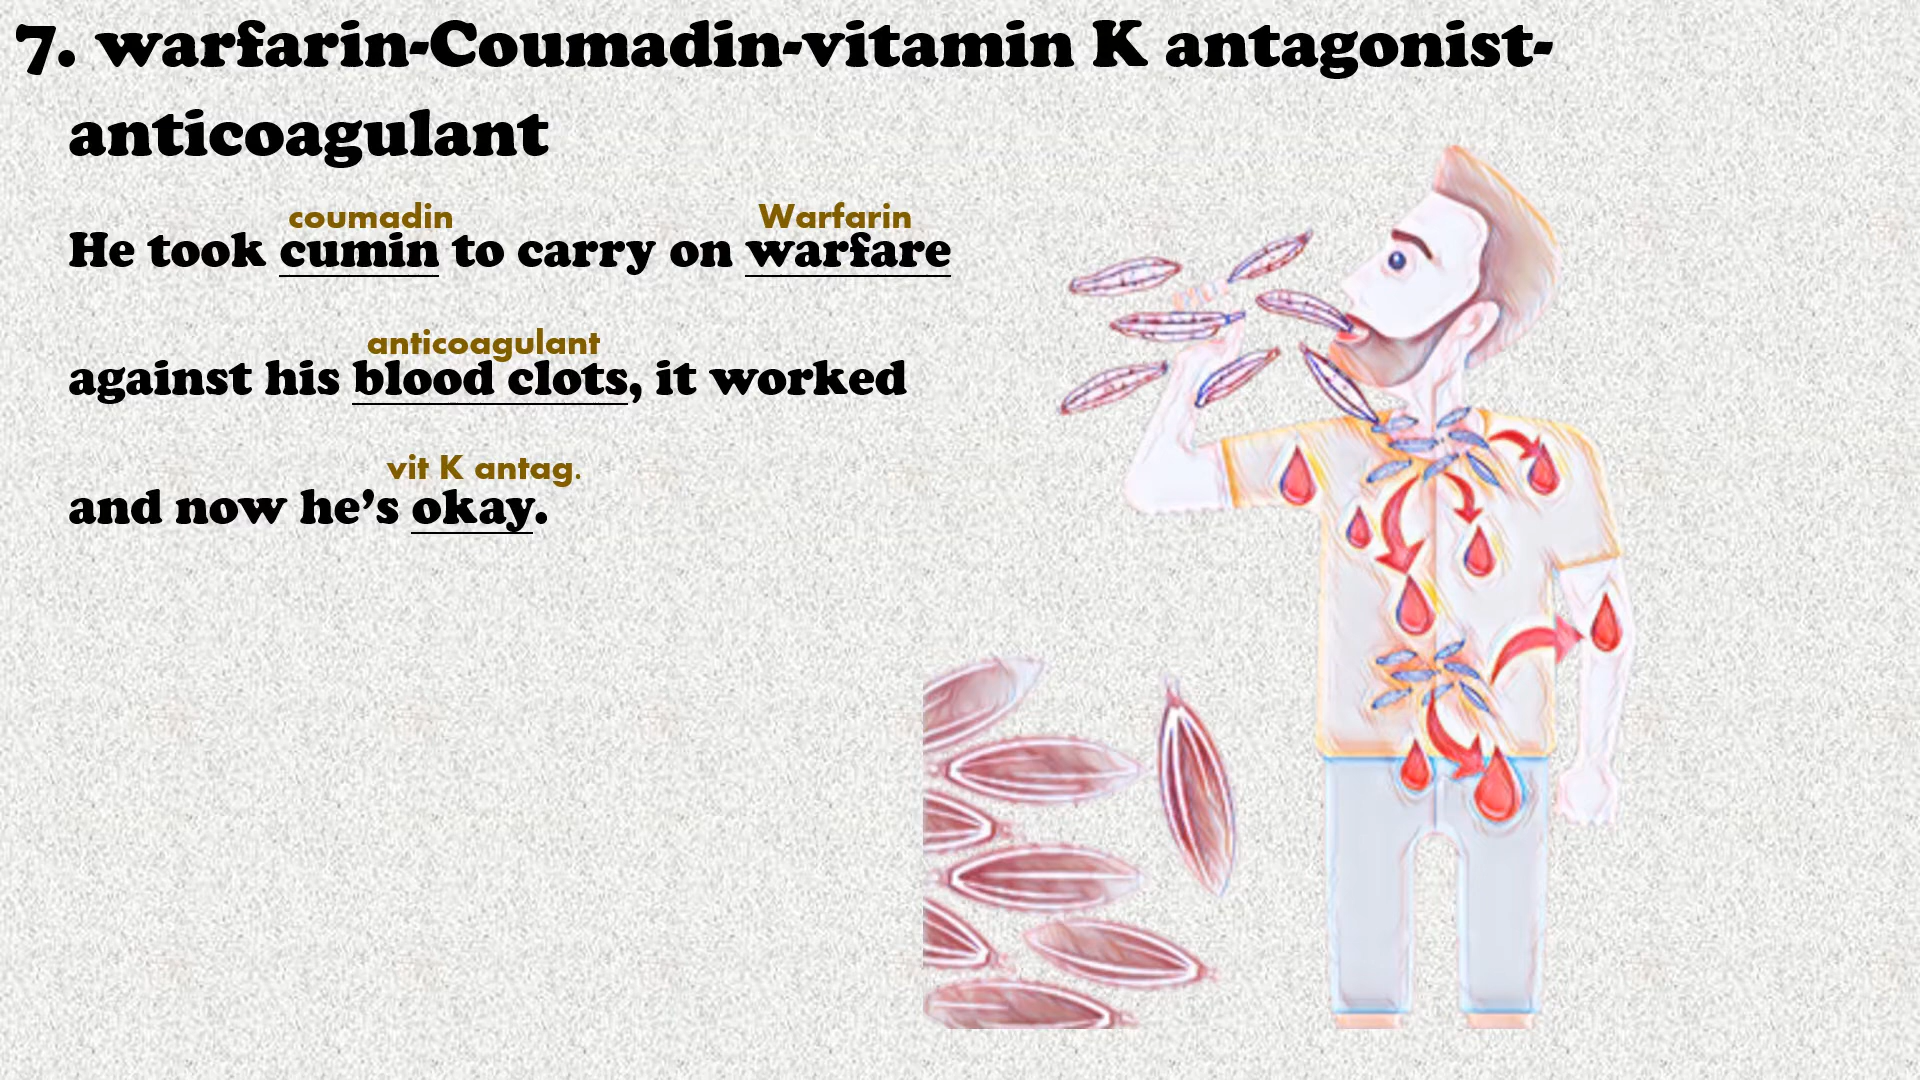 7. warfarin-Coumadin-vitamin K antagonist-
anticoagulant
coumadin Warfarin
He took cumin to carry on warfare
anticoagulant
against his blood clots, it worked
vit K antag.
and now he’s okay.